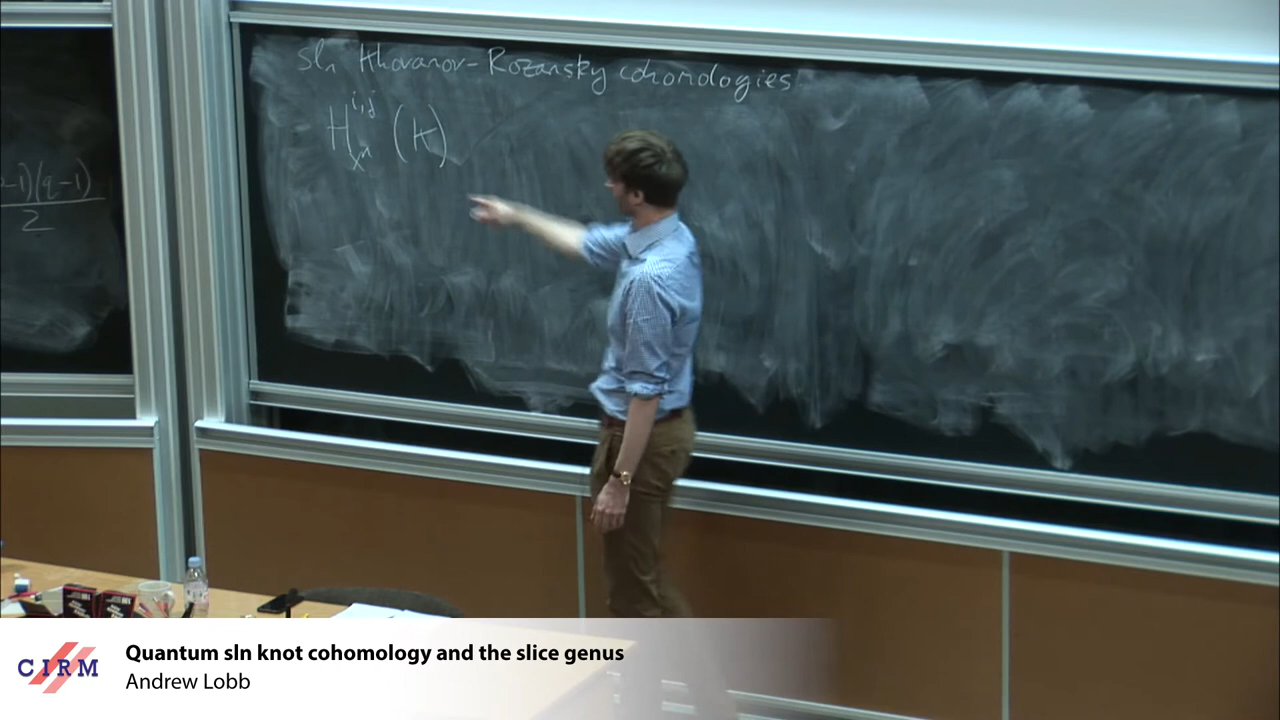 sln Khovanov-Rozansky cohomologies
H^{i,j}_{x^n} (K)
-1)(q-1)
2
CIRM
Quantum sln knot cohomology and the slice genus
Andrew Lobb